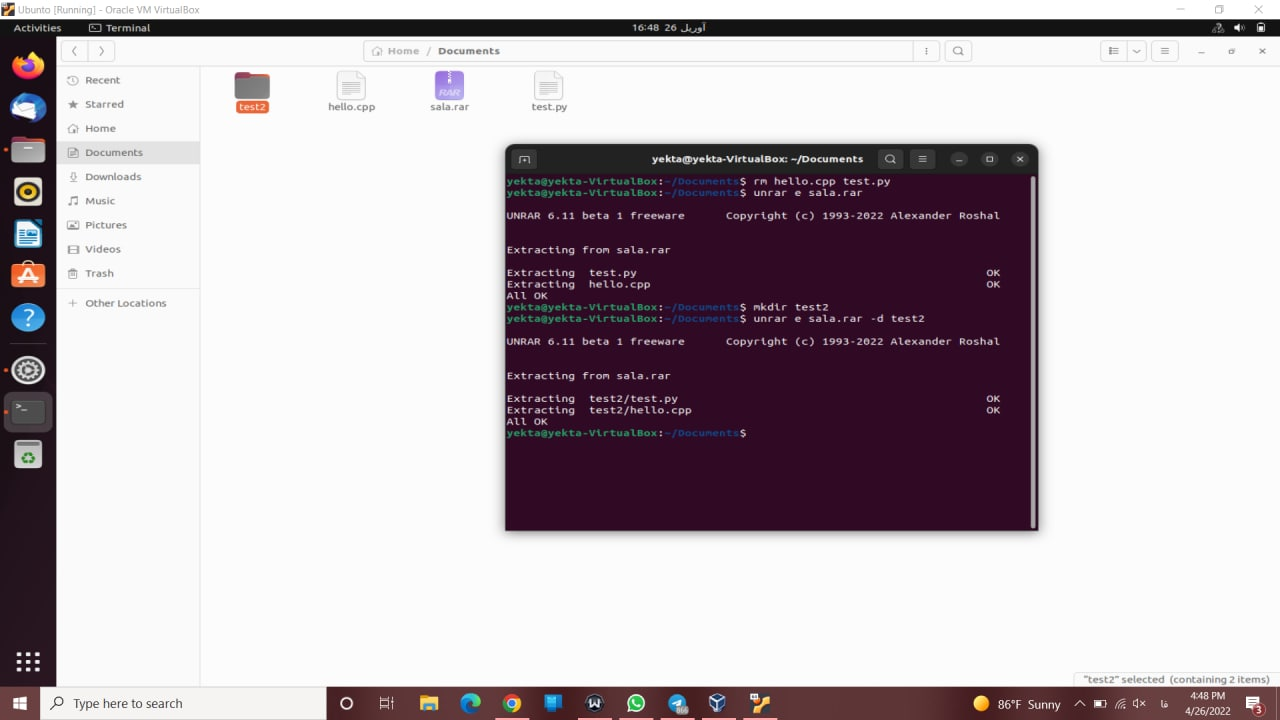 Ubunto [Running] - Oracle VM VirtualBox
Activities
Terminal
آوریل 26 16:48
Home / Documents
Recent
Starred
Home
Documents
Downloads
Music
Pictures
Videos
Trash
+ Other Locations
test2
hello.cpp
RAR
sala.rar
test.py
yekta@yekta-VirtualBox: ~/Documents
yekta@yekta-VirtualBox:~/Documents$ rm hello.cpp test.py
yekta@yekta-VirtualBox:~/Documents$ unrar e sala.rar
UNRAR 6.11 beta 1 freeware Copyright (c) 1993-2022 Alexander Roshal
Extracting from sala.rar
Extracting test.py OK
Extracting hello.cpp OK
All OK
yekta@yekta-VirtualBox:~/Documents$ mkdir test2
yekta@yekta-VirtualBox:~/Documents$ unrar e sala.rar -d test2
UNRAR 6.11 beta 1 freeware Copyright (c) 1993-2022 Alexander Roshal
Extracting from sala.rar
Extracting test2/test.py OK
Extracting test2/hello.cpp OK
All OK
yekta@yekta-VirtualBox:~/Documents$
"test2" selected (containing 2 items)
Type here to search
86°F Sunny
فا
4:48 PM
4/26/2022
3